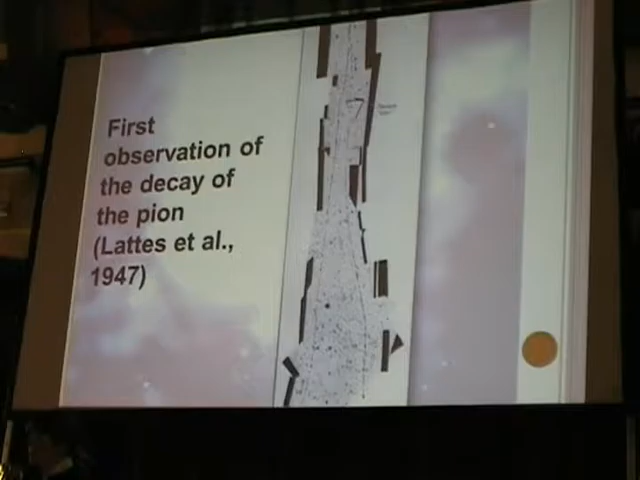 First
observation of
the decay of
the pion
(Lattes et al.,
1947)